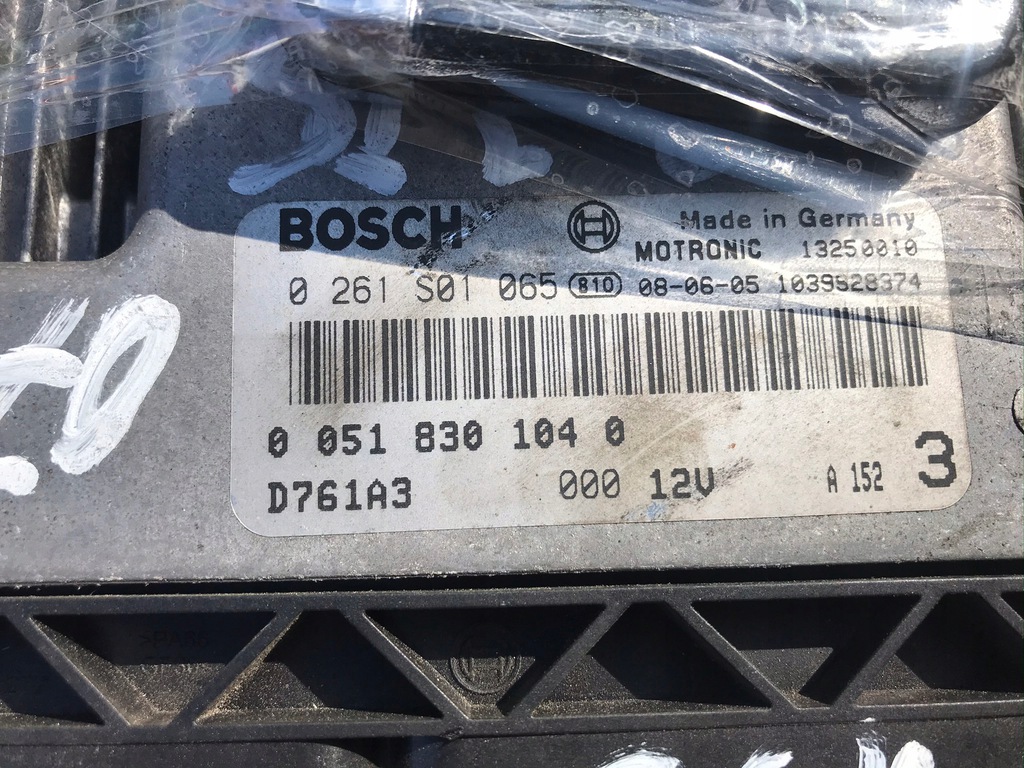 BOSCH Made in Germany
MOTRONIC 13250010
0 261 S01 065 810 08-06-05 1039S28374
0 051 830 104 0
D761A3 000 12V A 152 3